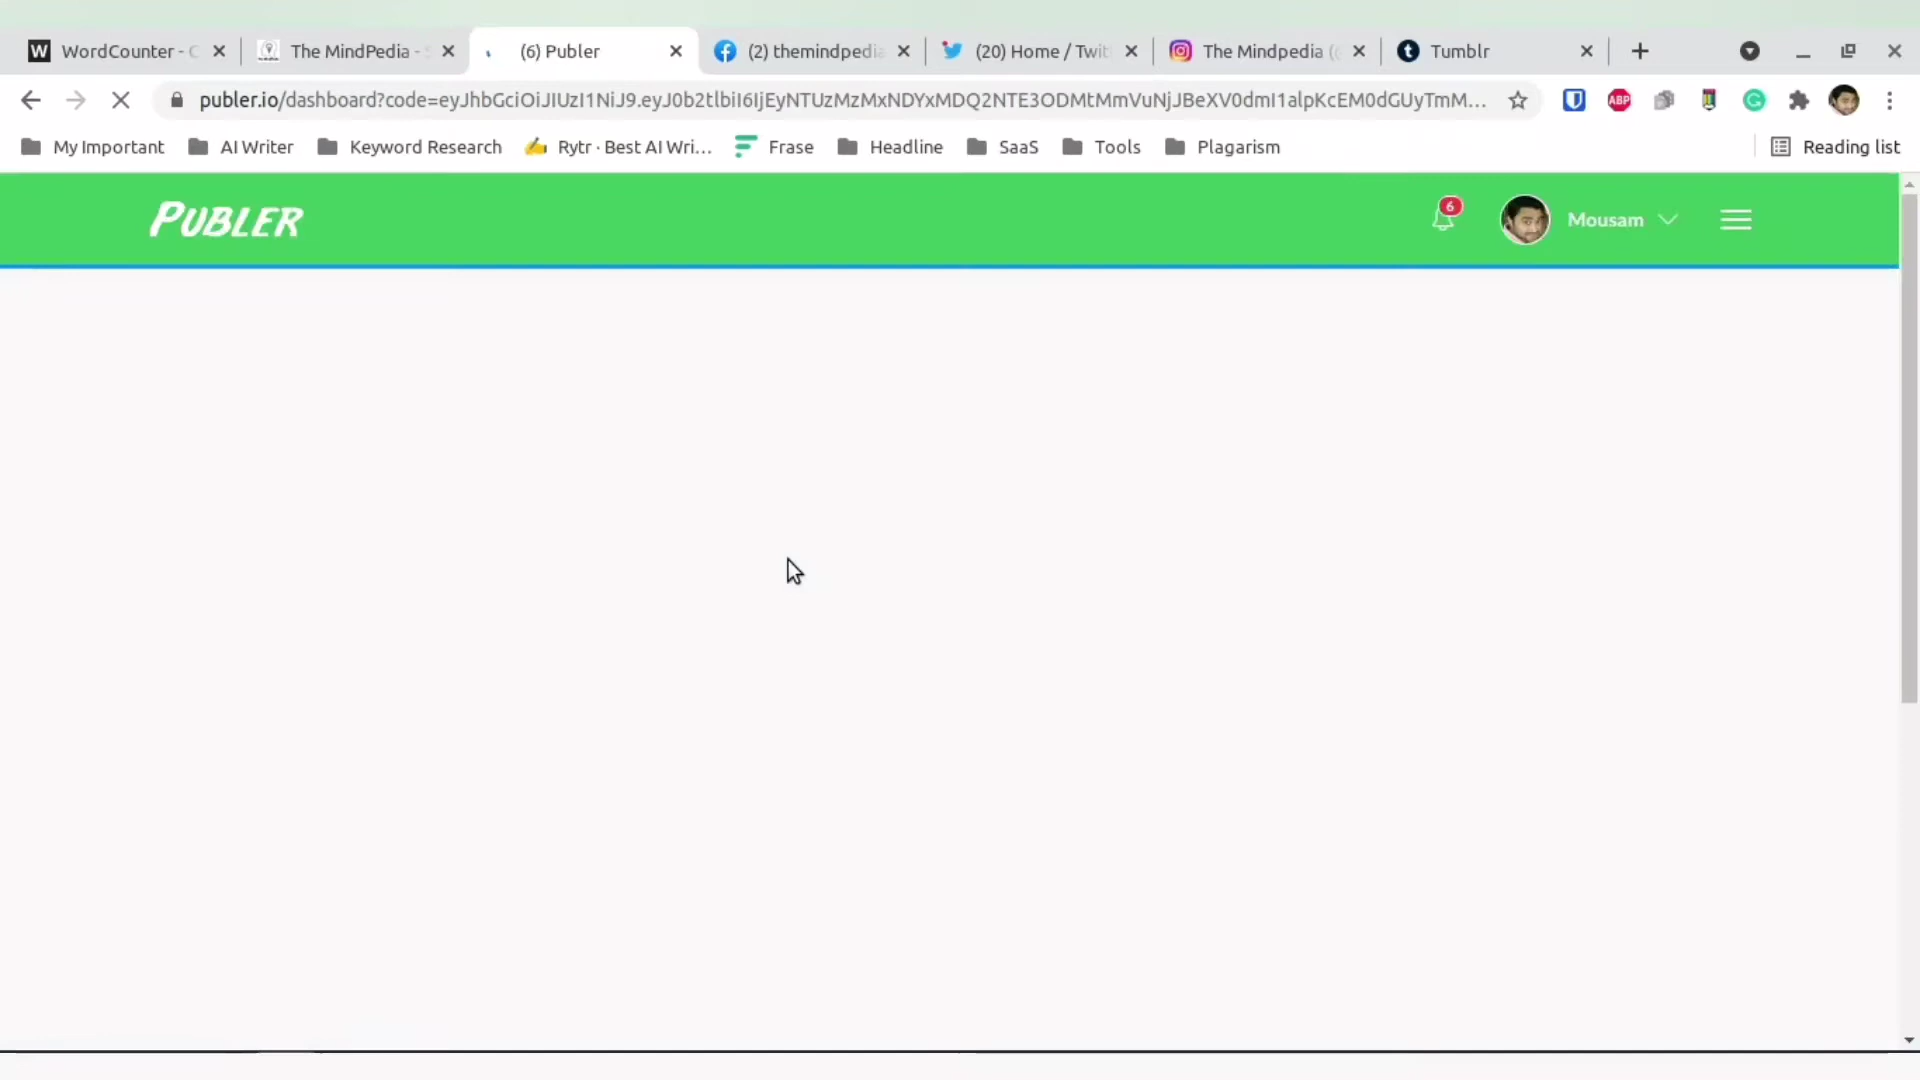 W WordCounter - C
The MindPedia - S
(6) Publer
(2) themindpedia
(20) Home / Twit
The Mindpedia (
t Tumblr
publer.io/dashboard?code=eyJhbGciOiJIUzI1NiJ9.eyJ0b2tlbiI6IjEyNTUzMzMxNDYxMDQ2NTE3ODMtMmVuNjJBeXV0dmI1alpKcEM0dGUyTmM...
ABP
G
My Important
AI Writer
Keyword Research
Rytr · Best AI Wri...
Frase
Headline
SaaS
Tools
Plagarism
Reading list
PUBLER
6
Mousam